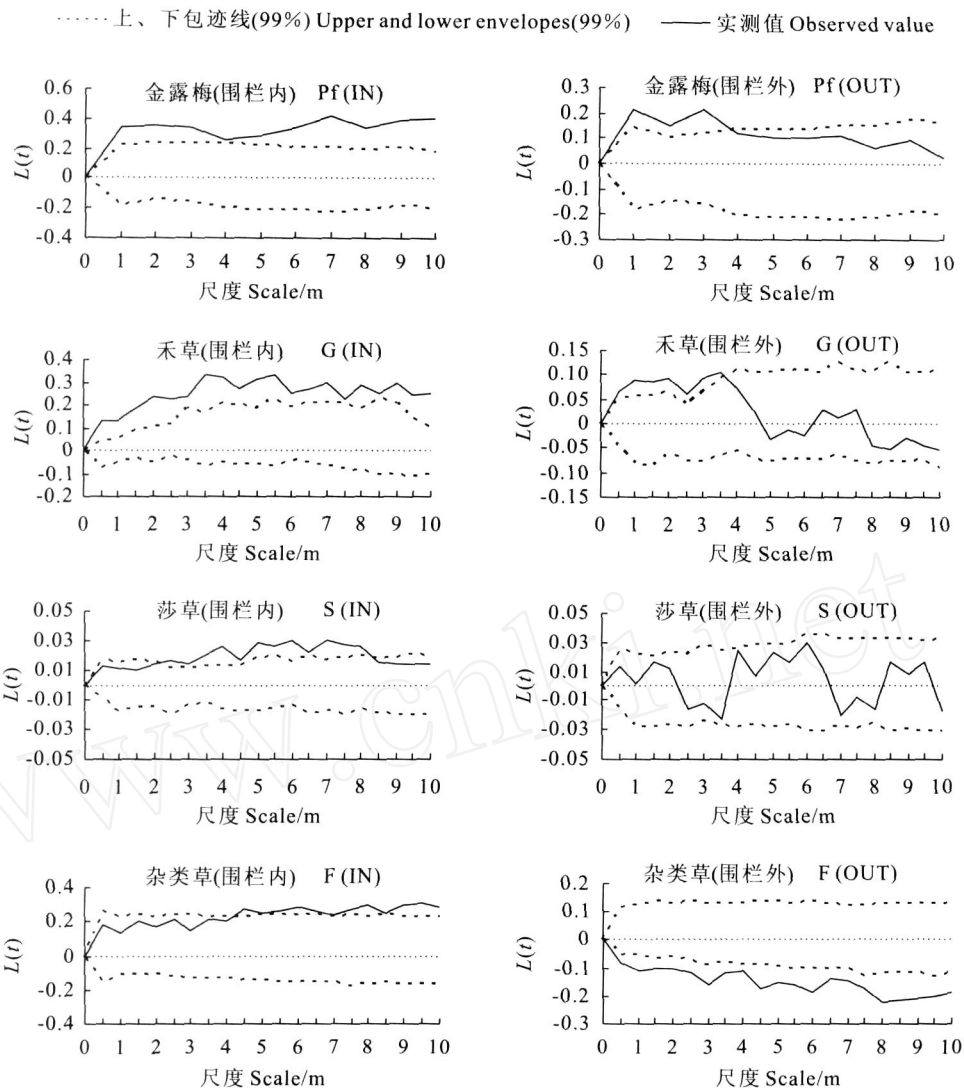 上、下包迹线(99%) Upper and lower envelopes(99%) 实测值 Observed value
金露梅(围栏内) Pf (IN)
L(t)
0.6
0.4
0.2
0
-0.2
-0.4
0 1 2 3 4 5 6 7 8 9 10
尺度 Scale/m
金露梅(围栏外) Pf (OUT)
L(t)
0.3
0.2
0.1
0
-0.1
-0.2
-0.3
0 1 2 3 4 5 6 7 8 9 10
尺度 Scale/m
禾草(围栏内) G (IN)
L(t)
0.4
0.3
0.2
0.1
0
-0.1
-0.2
0 1 2 3 4 5 6 7 8 9 10
尺度 Scale/m
禾草(围栏外) G (OUT)
L(t)
0.15
0.10
0.05
0
-0.05
-0.10
-0.15
0 1 2 3 4 5 6 7 8 9 10
尺度 Scale/m
莎草(围栏内) S (IN)
L(t)
0.05
0.03
0.01
-0.01
-0.03
0.05
0 1 2 3 4 5 6 7 8 9 10
尺度 Scale/m
莎草(围栏外) S (OUT)
L(t)
0.05
0.03
0.01
-0.01
-0.03
-0.05
0 1 2 3 4 5 6 7 8 9 10
尺度 Scale/m
杂类草(围栏内) F (IN)
L(t)
0.4
0.2
0
-0.2
-0.4
0 1 2 3 4 5 6 7 8 9 10
尺度 Scale/m
杂类草(围栏外) F (OUT)
L(t)
0.2
0.1
0
-0.1
-0.2
-0.3
0 1 2 3 4 5 6 7 8 9 10
尺度 Scale/m
www.cnki.net